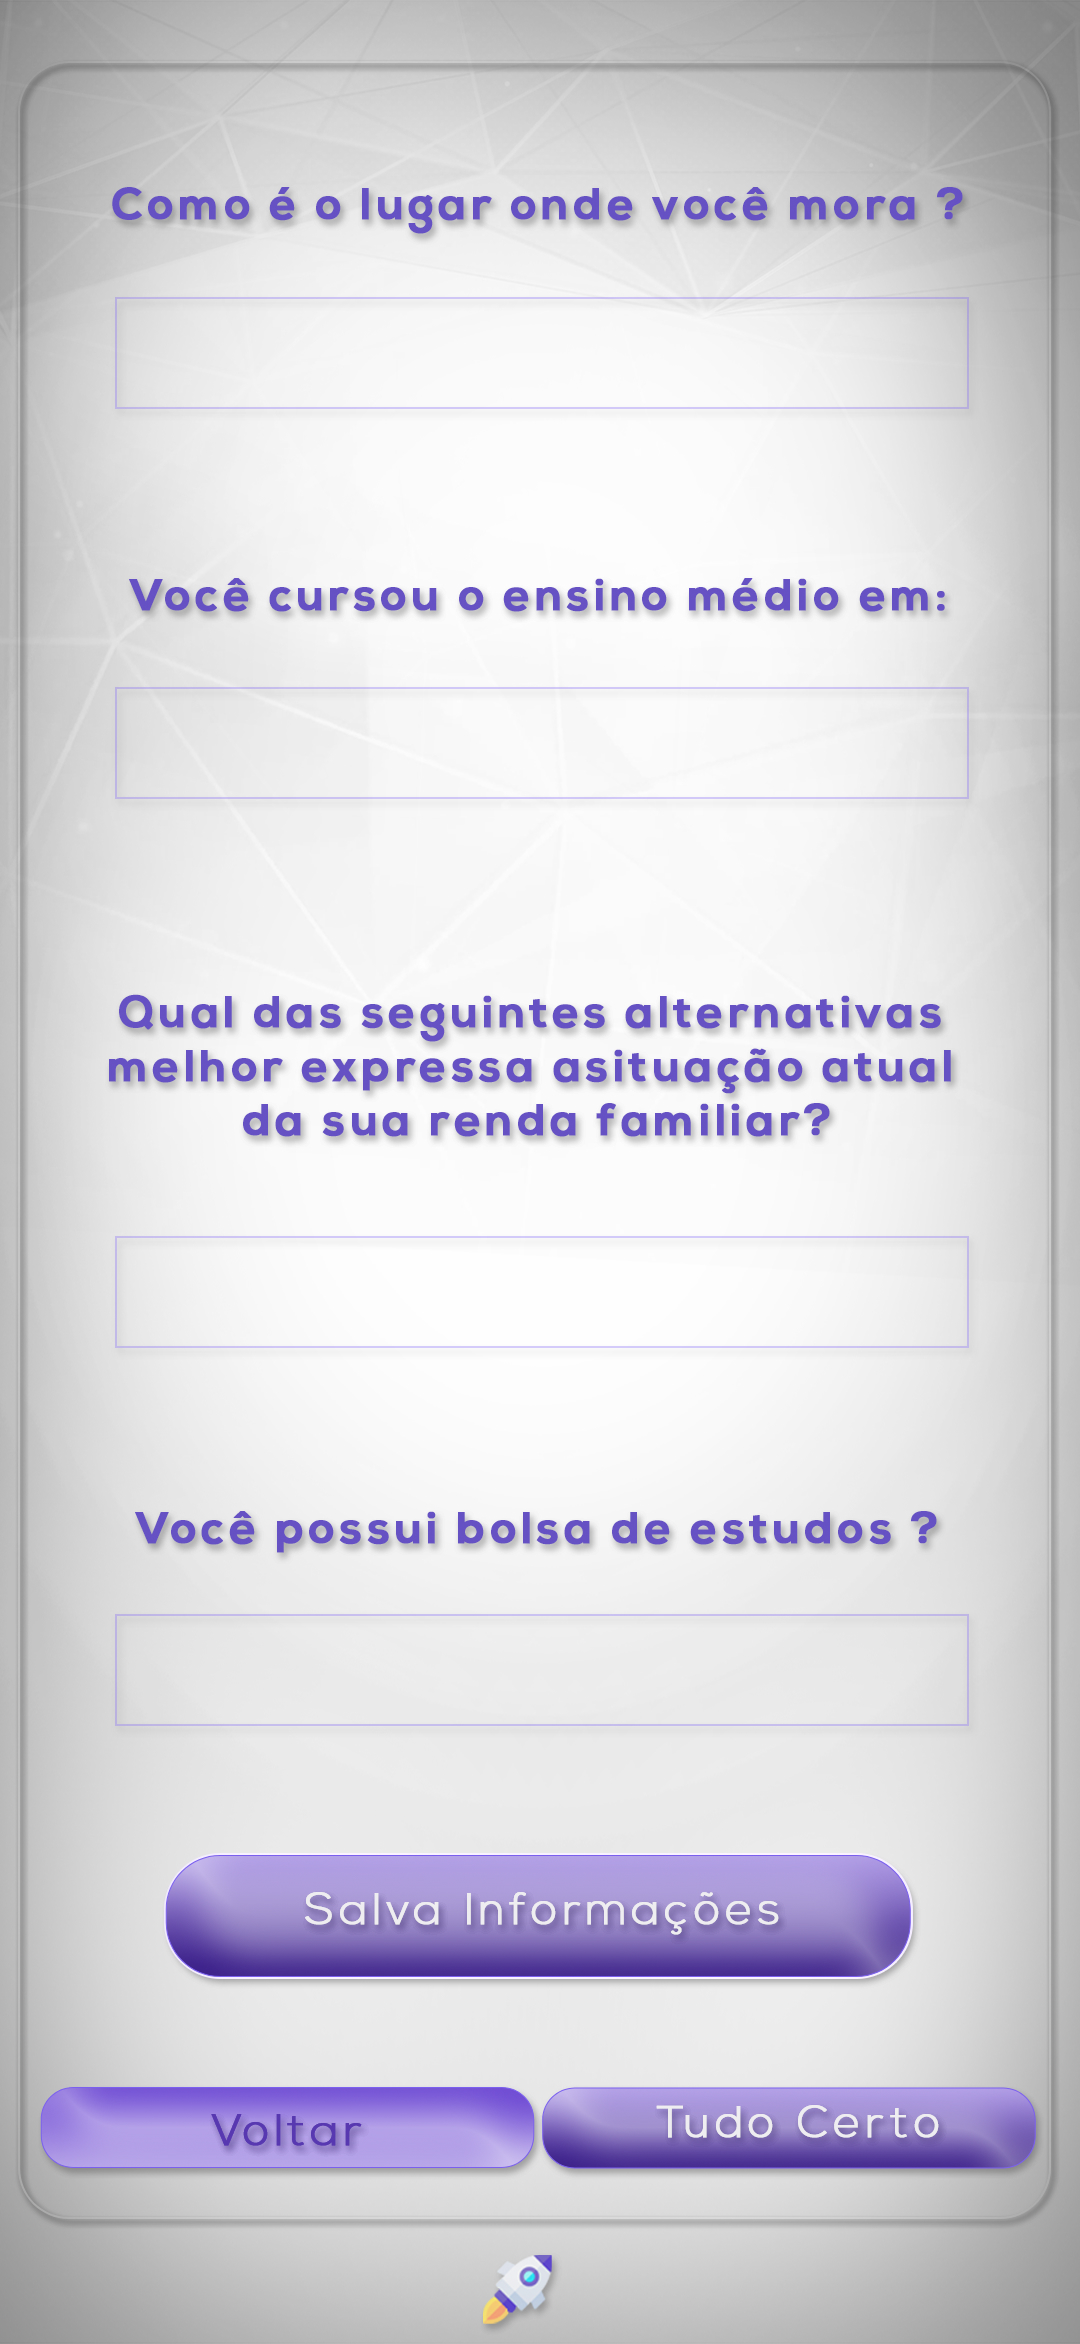 Como é o lugar onde você mora ?
Você cursou o ensino médio em:
Qual das seguintes alternativas
melhor expressa asituação atual
da sua renda familiar?
Você possui bolsa de estudos ?
Salva Informações
Voltar
Tudo Certo